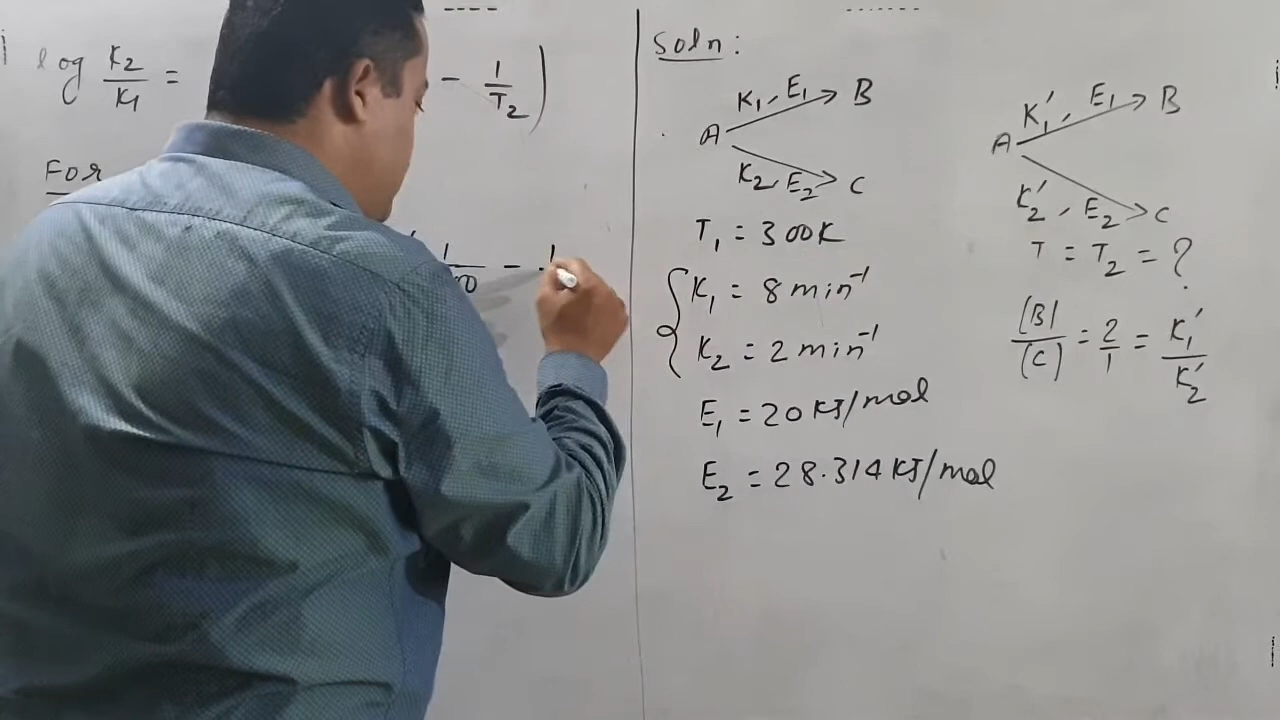 log K₂/K₁ = - 1/T₂ )
For
1/ - 1
Soln :
K₁, E₁ B
A
K₂, E₂ C
T₁ = 300K
K₁ = 8 min⁻¹
K₂ = 2 min⁻¹
E₁ = 20 KJ/mol
E₂ = 28.314 KJ/mol
K₁', E₁ B
A
K₂', E₂ C
T = T₂ = ?
[B]/[C] = 2/1 = K₁'/K₂'